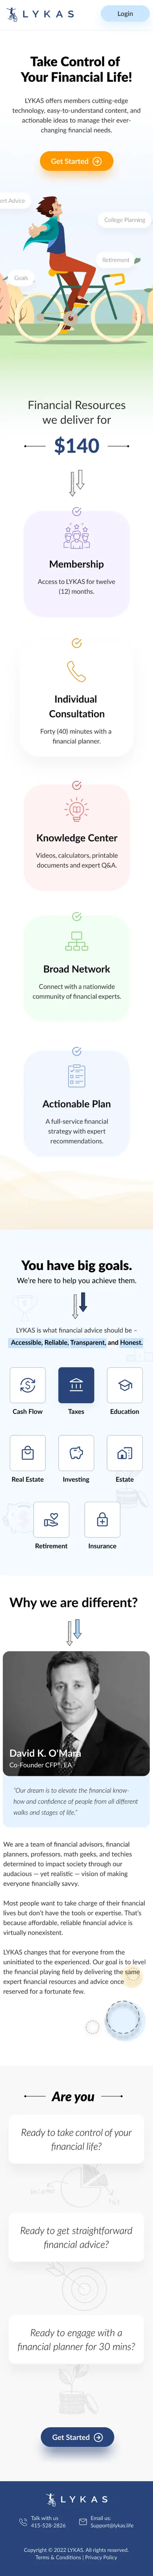 LYKAS
Login
Take Control of
Your Financial Life!
LYKAS offers members cutting-edge
technology, easy-to-understand content, and
actionable ideas to manage their ever-
changing financial needs.
Get Started
ert Advice
College Planning
Retirement
Goals
Financial Resources
we deliver for
$140
Membership
Access to LYKAS for twelve
(12) months.
Individual
Consultation
Forty (40) minutes with a
financial planner.
Knowledge Center
Videos, calculators, printable
documents and expert Q&A.
Broad Network
Connect with a nationwide
community of financial experts.
Actionable Plan
A full-service financial
strategy with expert
recommendations.
You have big goals.
We're here to help you achieve them.
LYKAS is what financial advice should be –
Accessible, Reliable, Transparent, and Honest.
Cash Flow
Taxes
Education
Real Estate
Investing
Estate
Retirement
Insurance
Why we are different?
David K. O'Mara
Co-Founder CFP®, EA
"Our dream is to elevate the financial know-
how and confidence of people from all different
walks and stages of life."
We are a team of financial advisors, financial
planners, professors, math geeks, and techies
determined to impact society through our
audacious — yet realistic — vision of making
everyone financially savvy.
Most people want to take charge of their financial
lives but don't have the tools or expertise. That's
because affordable, reliable financial advice is
virtually nonexistent.
LYKAS changes that for everyone from the
uninitiated to the experienced. Our goal is to level
the financial playing field by delivering the same
expert financial resources and advice once
reserved for a fortunate few.
Are you
Ready to take control of your
financial life?
Ready to get straightforward
financial advice?
Ready to engage with a
financial planner for 30 mins?
Get Started
LYKAS
Talk with us
415-528-2826
Email us:
Support@lykas.life
Copyright © 2022 LYKAS. All rights reserved.
Terms & Conditions | Privacy Policy